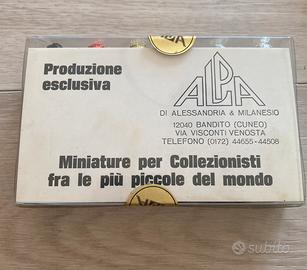 Produzione
esclusiva
ALPA
DI ALESSANDRIA & MILANESIO
12040 BANDITO (CUNEO)
VIA VISCONTI VENOSTA
TELEFONO (0172) 44655-44508
Miniature per Collezionisti
fra le più piccole del mondo
subito